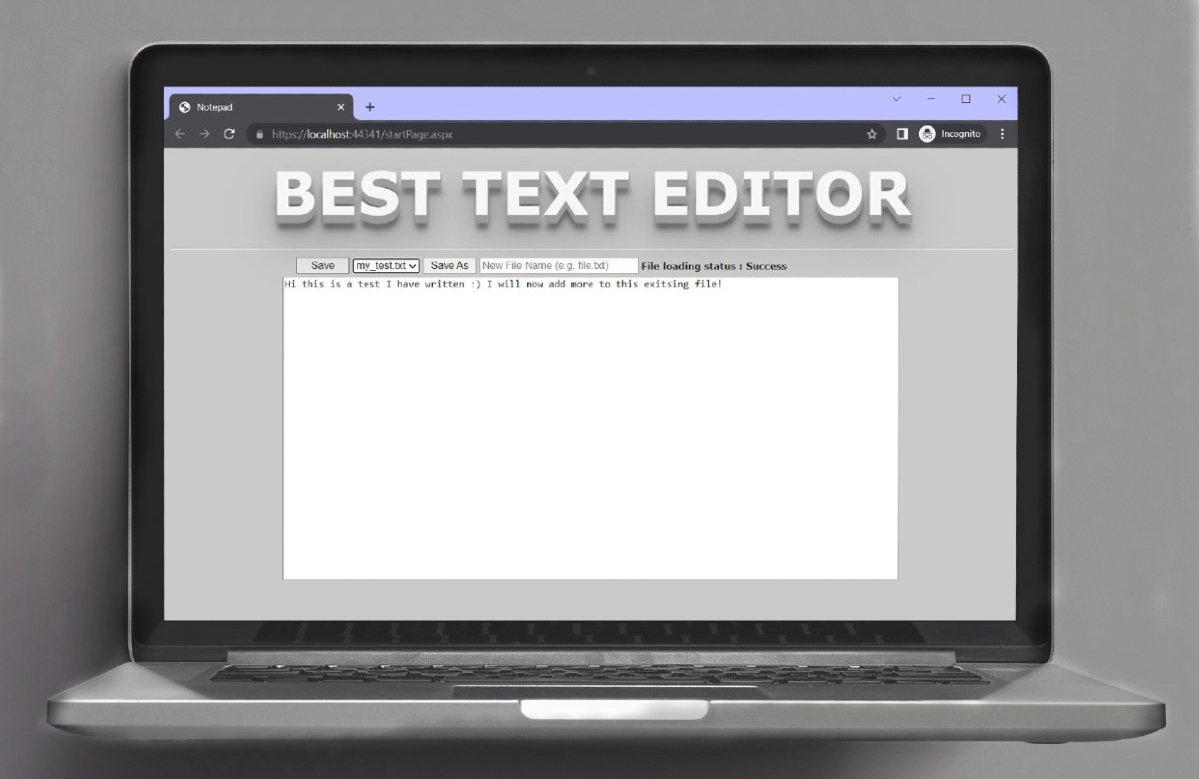 Notepad
https://localhost:44341/startPage.aspx
Incognito
BEST TEXT EDITOR
Save my_test.txt Save As New File Name (e.g. file.txt) File loading status : Success
Hi this is a test I have written :) I will now add more to this exitsing file!